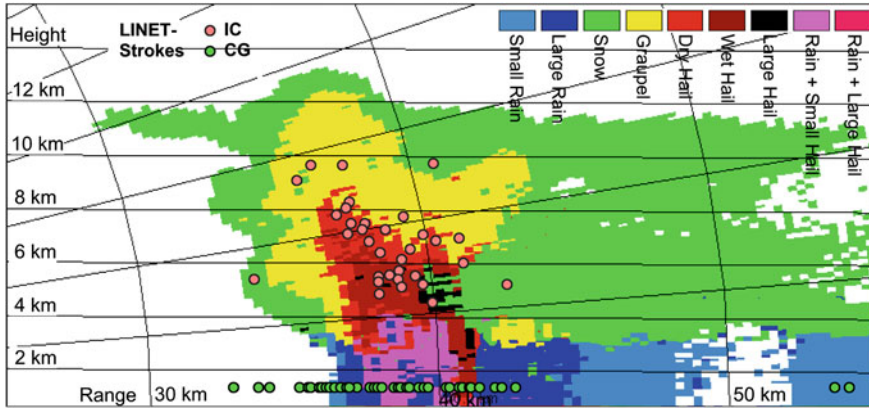 LINET- IC
Strokes CG
Height
12 km
10 km
8 km
6 km
4 km
2 km
Range 30 km 40 km 50 km
Small Rain
Large Rain
Snow
Graupel
Dry Hail
Wet Hail
Large Hail
Rain + Small Hail
Rain + Large Hail